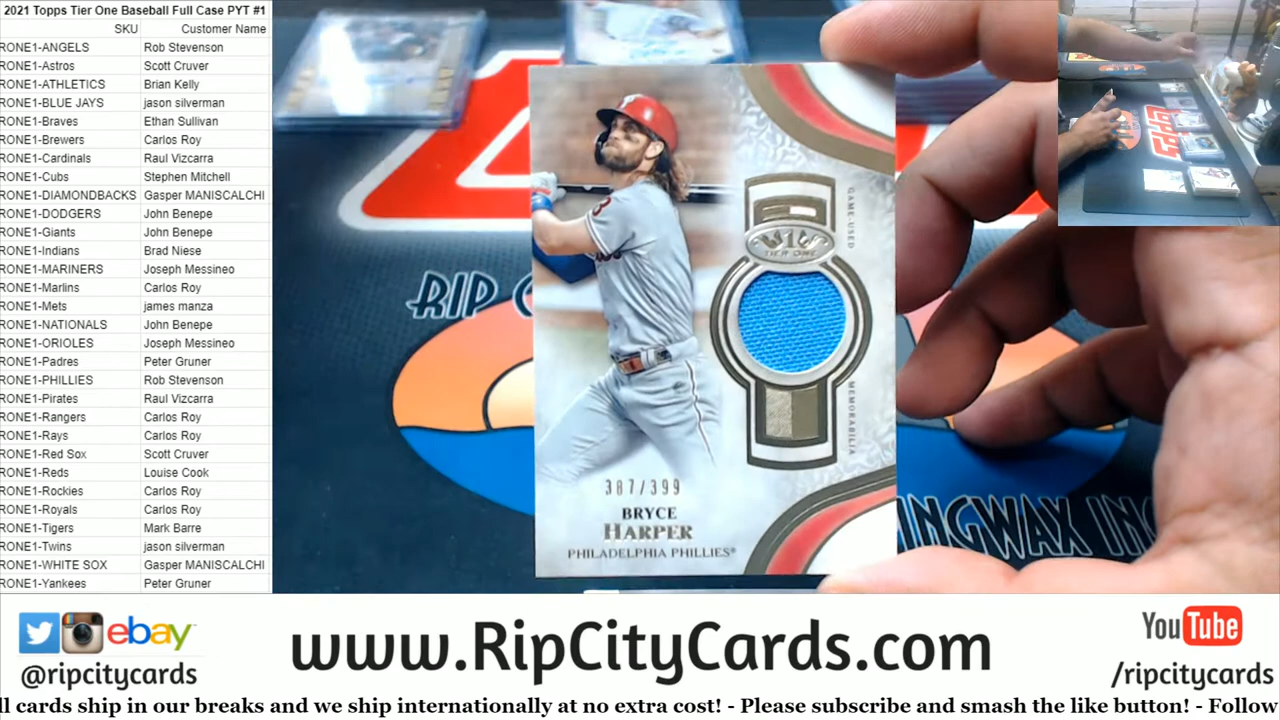 2021 Topps Tier One Baseball Full Case PYT #1
SKU Customer Name
RONE1-ANGELS Rob Stevenson
RONE1-Astros Scott Cruver
RONE1-ATHLETICS Brian Kelly
RONE1-BLUE JAYS jason silverman
RONE1-Braves Ethan Sullivan
RONE1-Brewers Carlos Roy
RONE1-Cardinals Raul Vizcarra
RONE1-Cubs Stephen Mitchell
RONE1-DIAMONDBACKS Gasper MANISCALCHI
RONE1-DODGERS John Benepe
RONE1-Giants John Benepe
RONE1-Indians Brad Niese
RONE1-MARINERS Joseph Messineo
RONE1-Marlins Carlos Roy
RONE1-Mets james manza
RONE1-NATIONALS John Benepe
RONE1-ORIOLES Joseph Messineo
RONE1-Padres Peter Gruner
RONE1-PHILLIES Rob Stevenson
RONE1-Pirates Raul Vizcarra
RONE1-Rangers Carlos Roy
RONE1-Rays Carlos Roy
RONE1-Red Sox Scott Cruver
RONE1-Reds Louise Cook
RONE1-Rockies Carlos Roy
RONE1-Royals Carlos Roy
RONE1-Tigers Mark Barre
RONE1-Twins jason silverman
RONE1-WHITE SOX Gasper MANISCALCHI
RONE1-Yankees Peter Gruner
RIP
1
TIER ONE
GAME-USED
MEMORABILIA
387/399
BRYCE
HARPER
PHILADELPHIA PHILLIES®
INGWAX INC
ebay
@ripcitycards
www.RipCityCards.com
YouTube
/ripcitycards
ll cards ship in our breaks and we ship internationally at no extra cost! - Please subscribe and smash the like button! - Follow